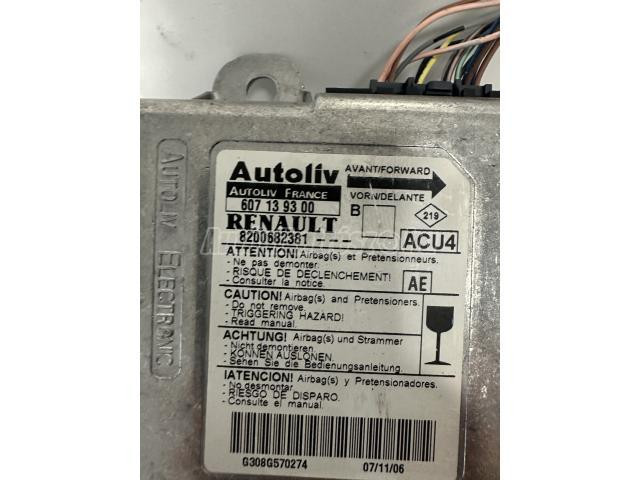 AUTOLIV ELECTRONIC
Autoliv
AVANT/FORWARD
AUTOLIV FRANCE
VORN/DELANTE
607 13 93 00
B
219
RENAULT
8200682381 ---
ACU4
ATTENTION! Airbag(s) et Pretensionneurs.
- Ne pas demonter.
- RISQUE DE DECLENCHEMENT!
- Consulter la notice.
AE
CAUTION! Airbag(s) and Pretensioners.
- Do not remove.
- TRIGGERING HAZARD!
- Read manual.
ACHTUNG! Airbag(s) und Strammer
- Nicht demontieren.
- KÖNNEN AUSLÖNEN.
- Sehen Sie die Bedienungsanleitung.
!ATENCION! Airbag(s) y Pretensionadores.
- No desmontar
- RIESGO DE DISPARO.
- Consulte el manual.
G308G570274
07/11/06